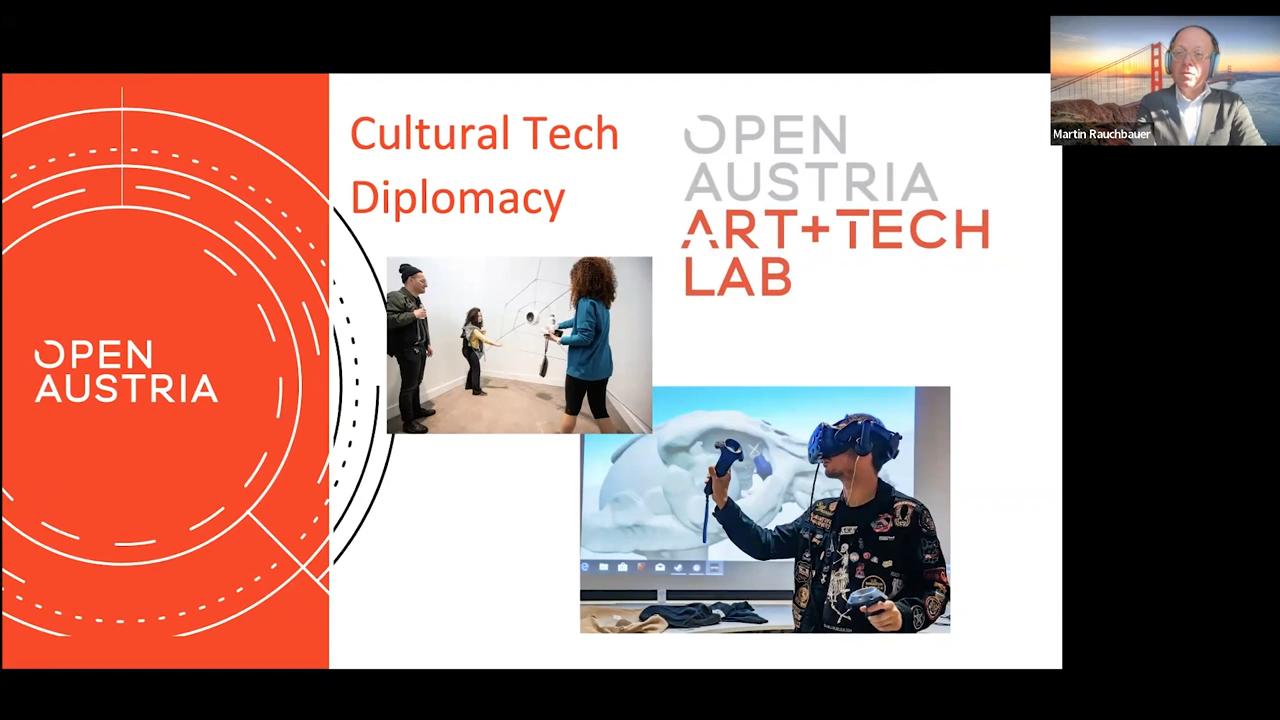 Cultural Tech
Diplomacy
OPEN
AUSTRIA
ART+TECH
LAB
OPEN
AUSTRIA
Martin Rauchbauer